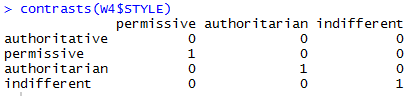 > contrasts(W4$STYLE)
permissive authoritarian indifferent
authoritative 0 0 0
permissive 1 0 0
authoritarian 0 1 0
indifferent 0 0 1